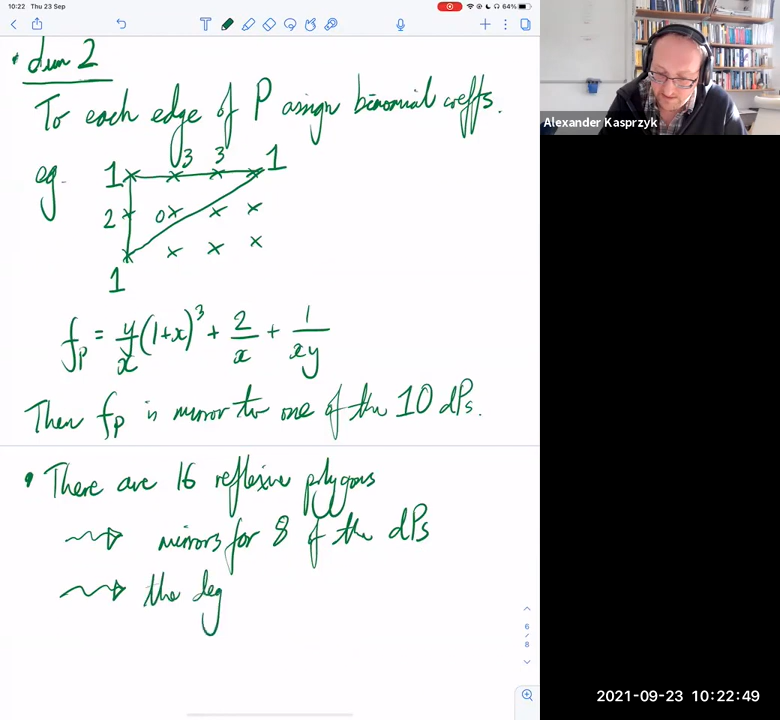 10:22 Thu 23 Sep
64%
• dim 2
To each edge of P assign binomial coeffs.
eg.
1 3 3 1
2 0
1
f_P = y/x (1+x)^3 + 2/x + 1/xy
Then f_P is mirror to one of the 10 dPs.
• There are 16 reflexive polygons
⇝ mirrors for 8 of the dPs
⇝ the deg
6
/
8
Alexander Kasprzyk
2021-09-23 10:22:49